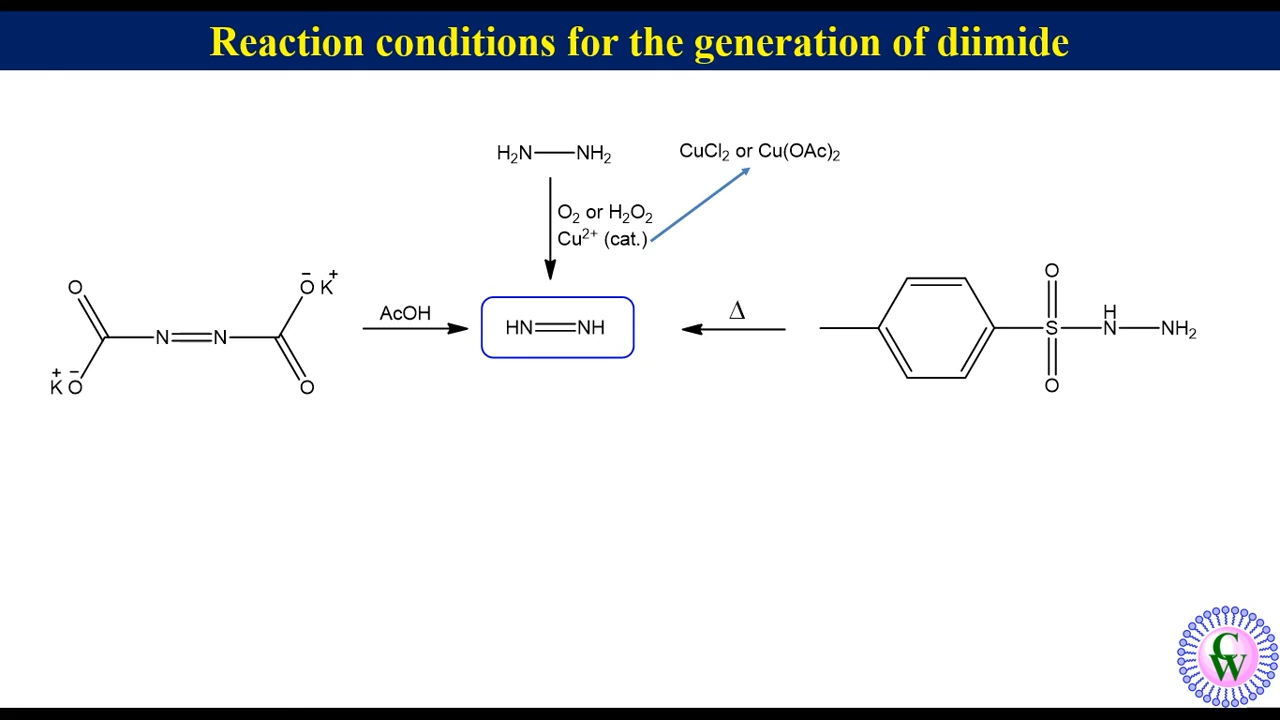 Reaction conditions for the generation of diimide
H₂N—NH₂
CuCl₂ or Cu(OAc)₂
O₂ or H₂O₂
Cu²⁺ (cat.)
O
N=N
O⁻ K⁺
K⁺ O⁻
O
AcOH
HN=NH
Δ
O
S
O
H
N
NH₂
CW